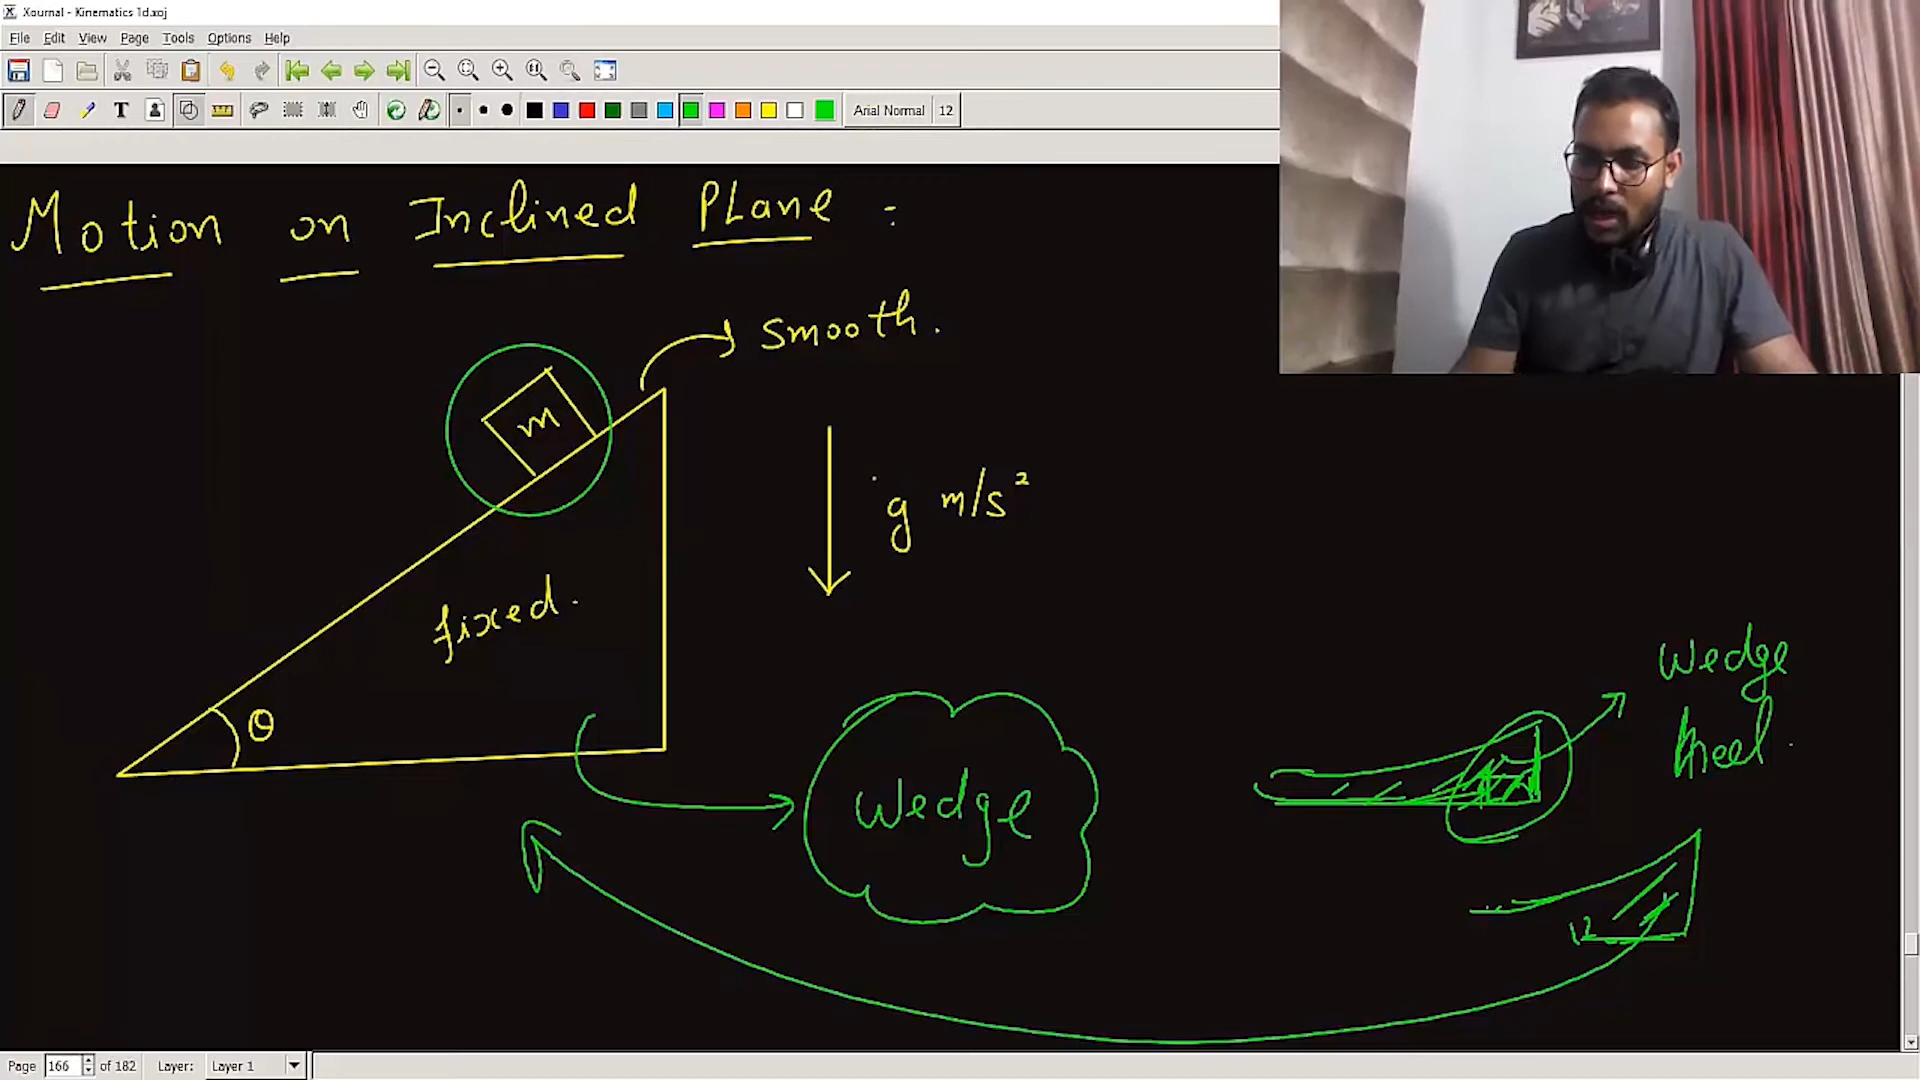 Xournal - Kinematics 1d.xoj
File Edit View Page Tools Options Help
Arial Normal 12
Motion on Inclined PLane :
smooth.
m
g m/s²
fixed.
θ
Wedge
Wedge
heel.
Page 166 of 182 Layer: Layer 1